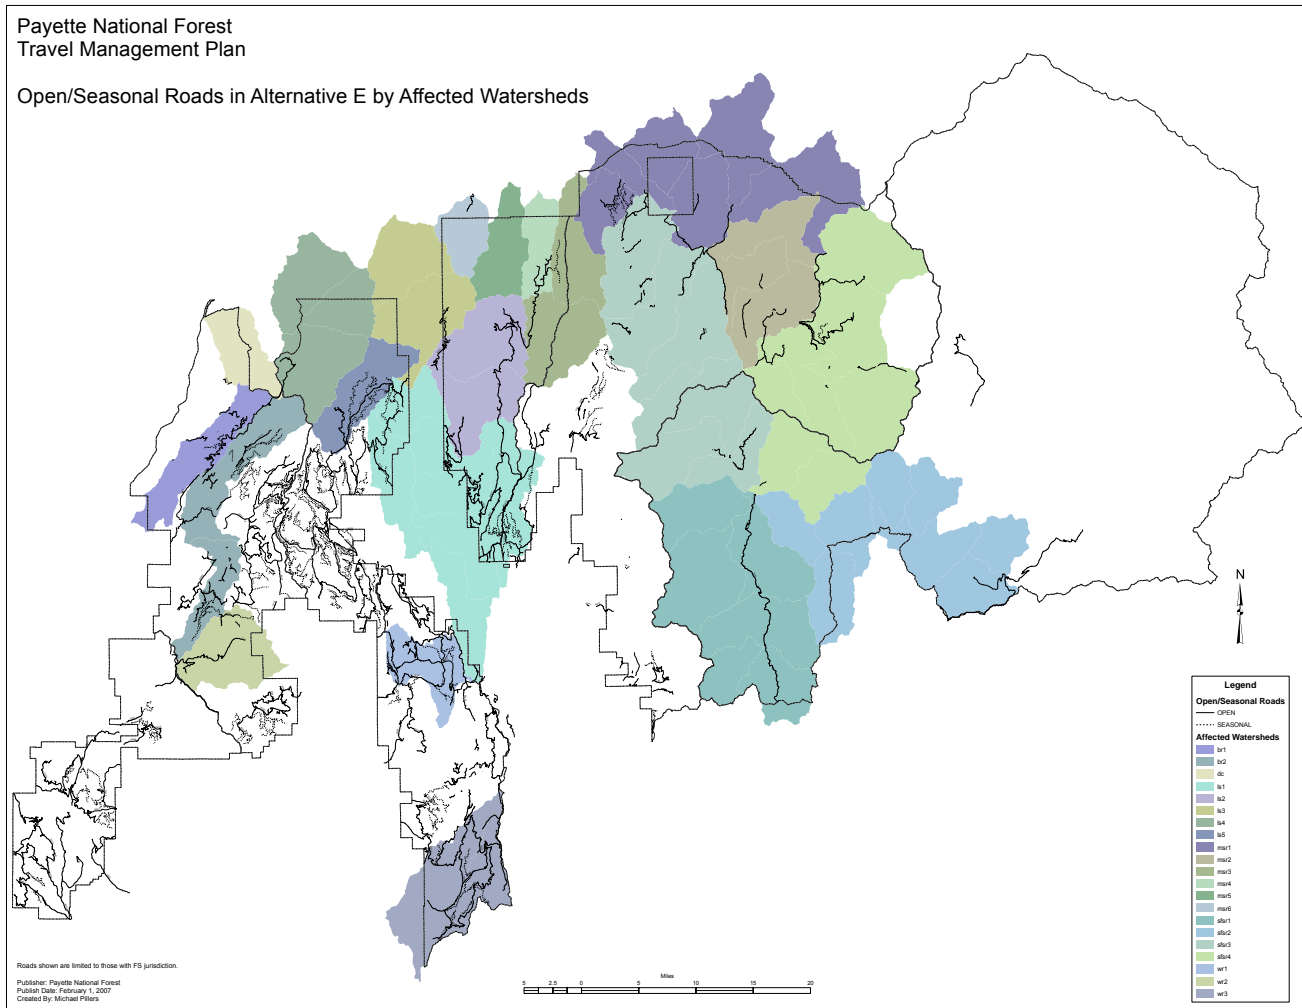 Payette National Forest
Travel Management Plan
Open/Seasonal Roads in Alternative E by Affected Watersheds
N
Legend
Open/Seasonal Roads
OPEN
SEASONAL
Affected Watersheds
br1
br2
dc
ls1
ls2
ls3
ls4
ls5
msr1
msr2
msr3
msr4
msr5
msr6
sfsr1
sfsr2
sfsr3
sfsr4
wr1
wr2
wr3
Roads shown are limited to those with FS jurisdiction.
Publisher: Payette National Forest
Publish Date: February 1, 2007
Created By: Michael Pillers
Miles
5 2.5 0 5 10 15 20